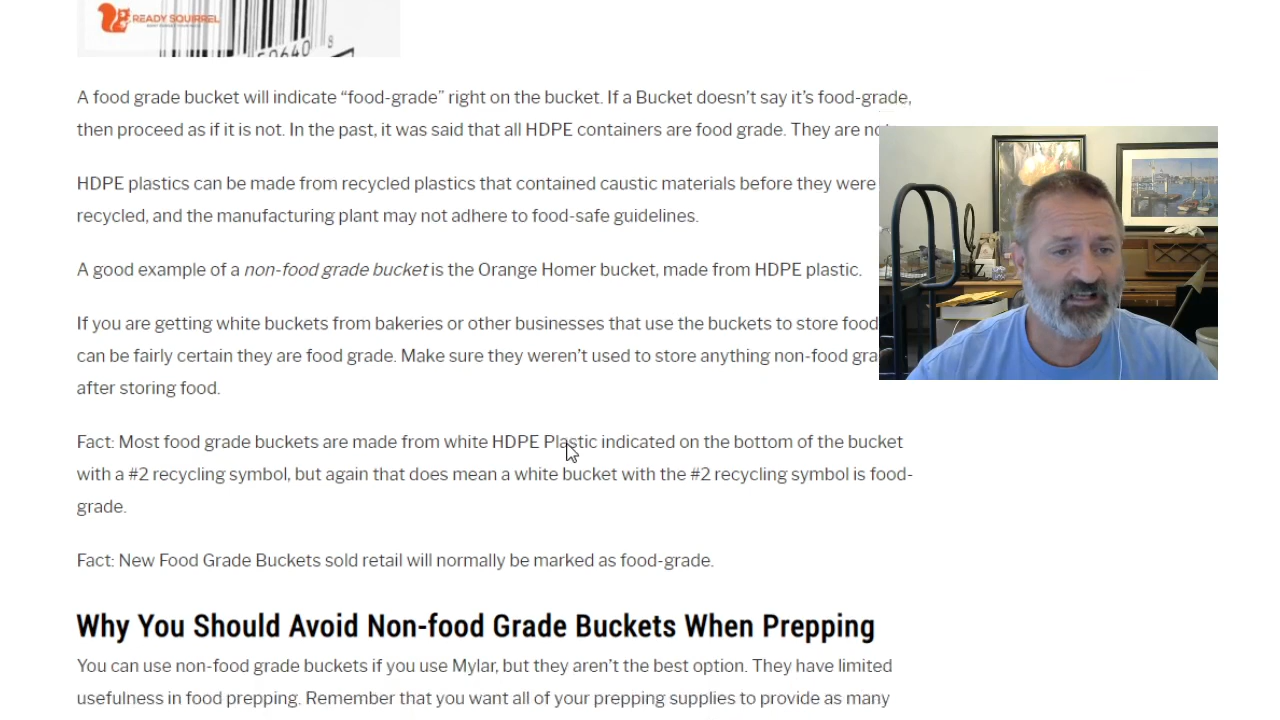 READY SQUIRREL
50640 8
A food grade bucket will indicate “food-grade” right on the bucket. If a Bucket doesn’t say it’s food-grade,
then proceed as if it is not. In the past, it was said that all HDPE containers are food grade. They are
HDPE plastics can be made from recycled plastics that contained caustic materials before they were
recycled, and the manufacturing plant may not adhere to food-safe guidelines.
A good example of a non-food grade bucket is the Orange Homer bucket, made from HDPE plastic.
If you are getting white buckets from bakeries or other businesses that use the buckets to store food
can be fairly certain they are food grade. Make sure they weren’t used to store anything non-food
after storing food.
Fact: Most food grade buckets are made from white HDPE Plastic indicated on the bottom of the bucket
with a #2 recycling symbol, but again that does mean a white bucket with the #2 recycling symbol is food-
grade.
Fact: New Food Grade Buckets sold retail will normally be marked as food-grade.
Why You Should Avoid Non-food Grade Buckets When Prepping
You can use non-food grade buckets if you use Mylar, but they aren’t the best option. They have limited
usefulness in food prepping. Remember that you want all of your prepping supplies to provide as many